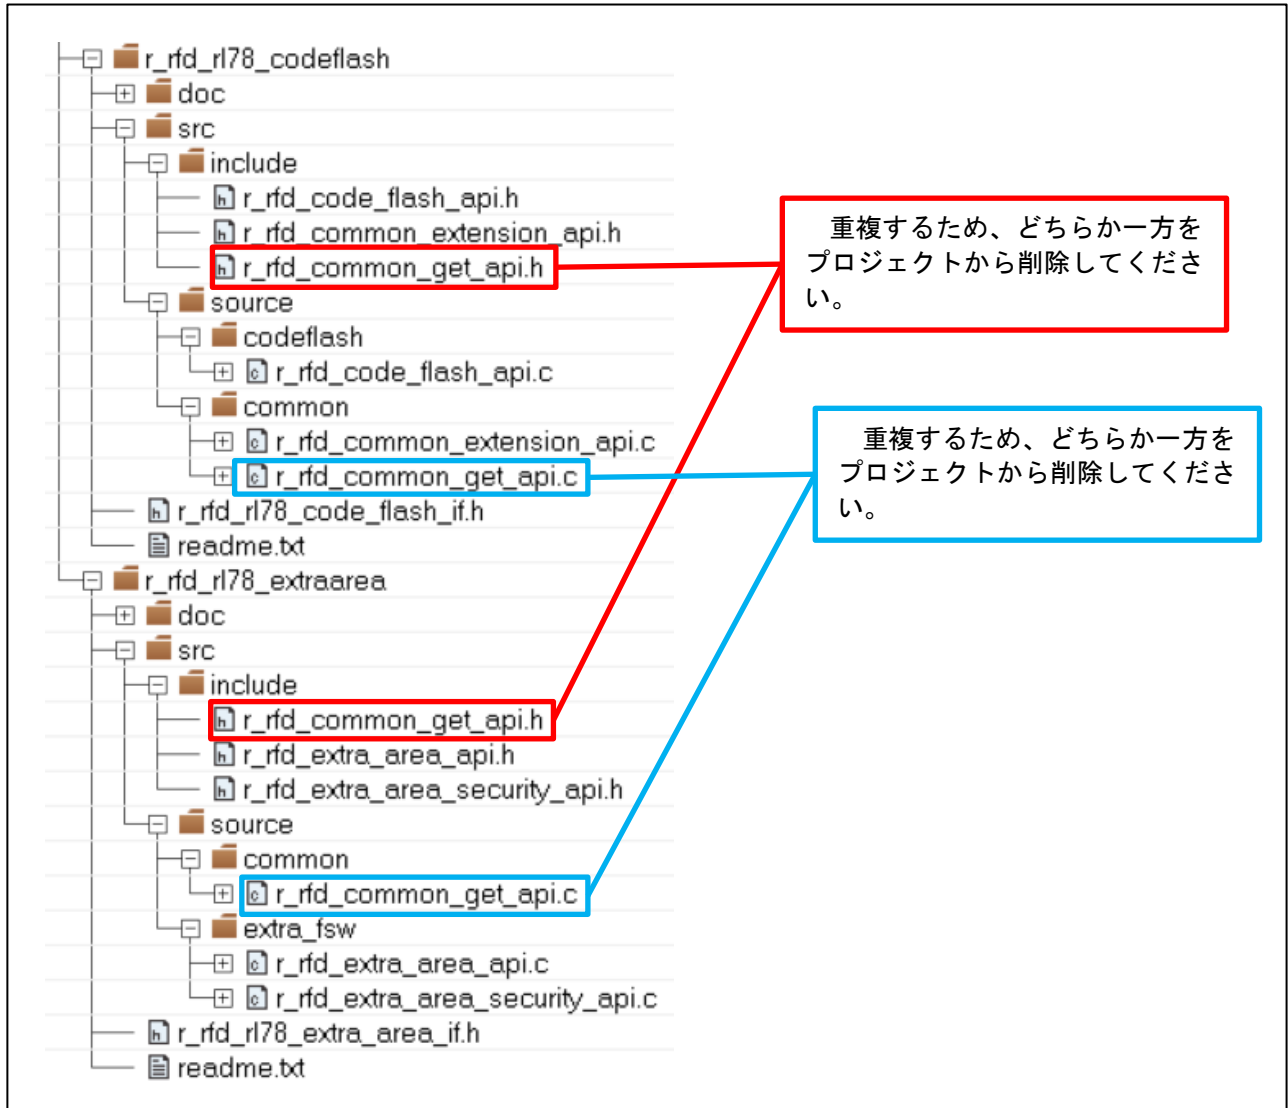 r_rfd_rl78_codeflash
doc
src
include
r_rfd_code_flash_api.h
r_rfd_common_extension_api.h
r_rfd_common_get_api.h
source
codeflash
r_rfd_code_flash_api.c
common
r_rfd_common_extension_api.c
r_rfd_common_get_api.c
r_rfd_rl78_code_flash_if.h
readme.txt
r_rfd_rl78_extraarea
doc
src
include
r_rfd_common_get_api.h
r_rfd_extra_area_api.h
r_rfd_extra_area_security_api.h
source
common
r_rfd_common_get_api.c
extra_fsw
r_rfd_extra_area_api.c
r_rfd_extra_area_security_api.c
r_rfd_rl78_extra_area_if.h
readme.txt
重複するため、どちらか一方を
プロジェクトから削除してくださ
い。
重複するため、どちらか一方を
プロジェクトから削除してくださ
い。